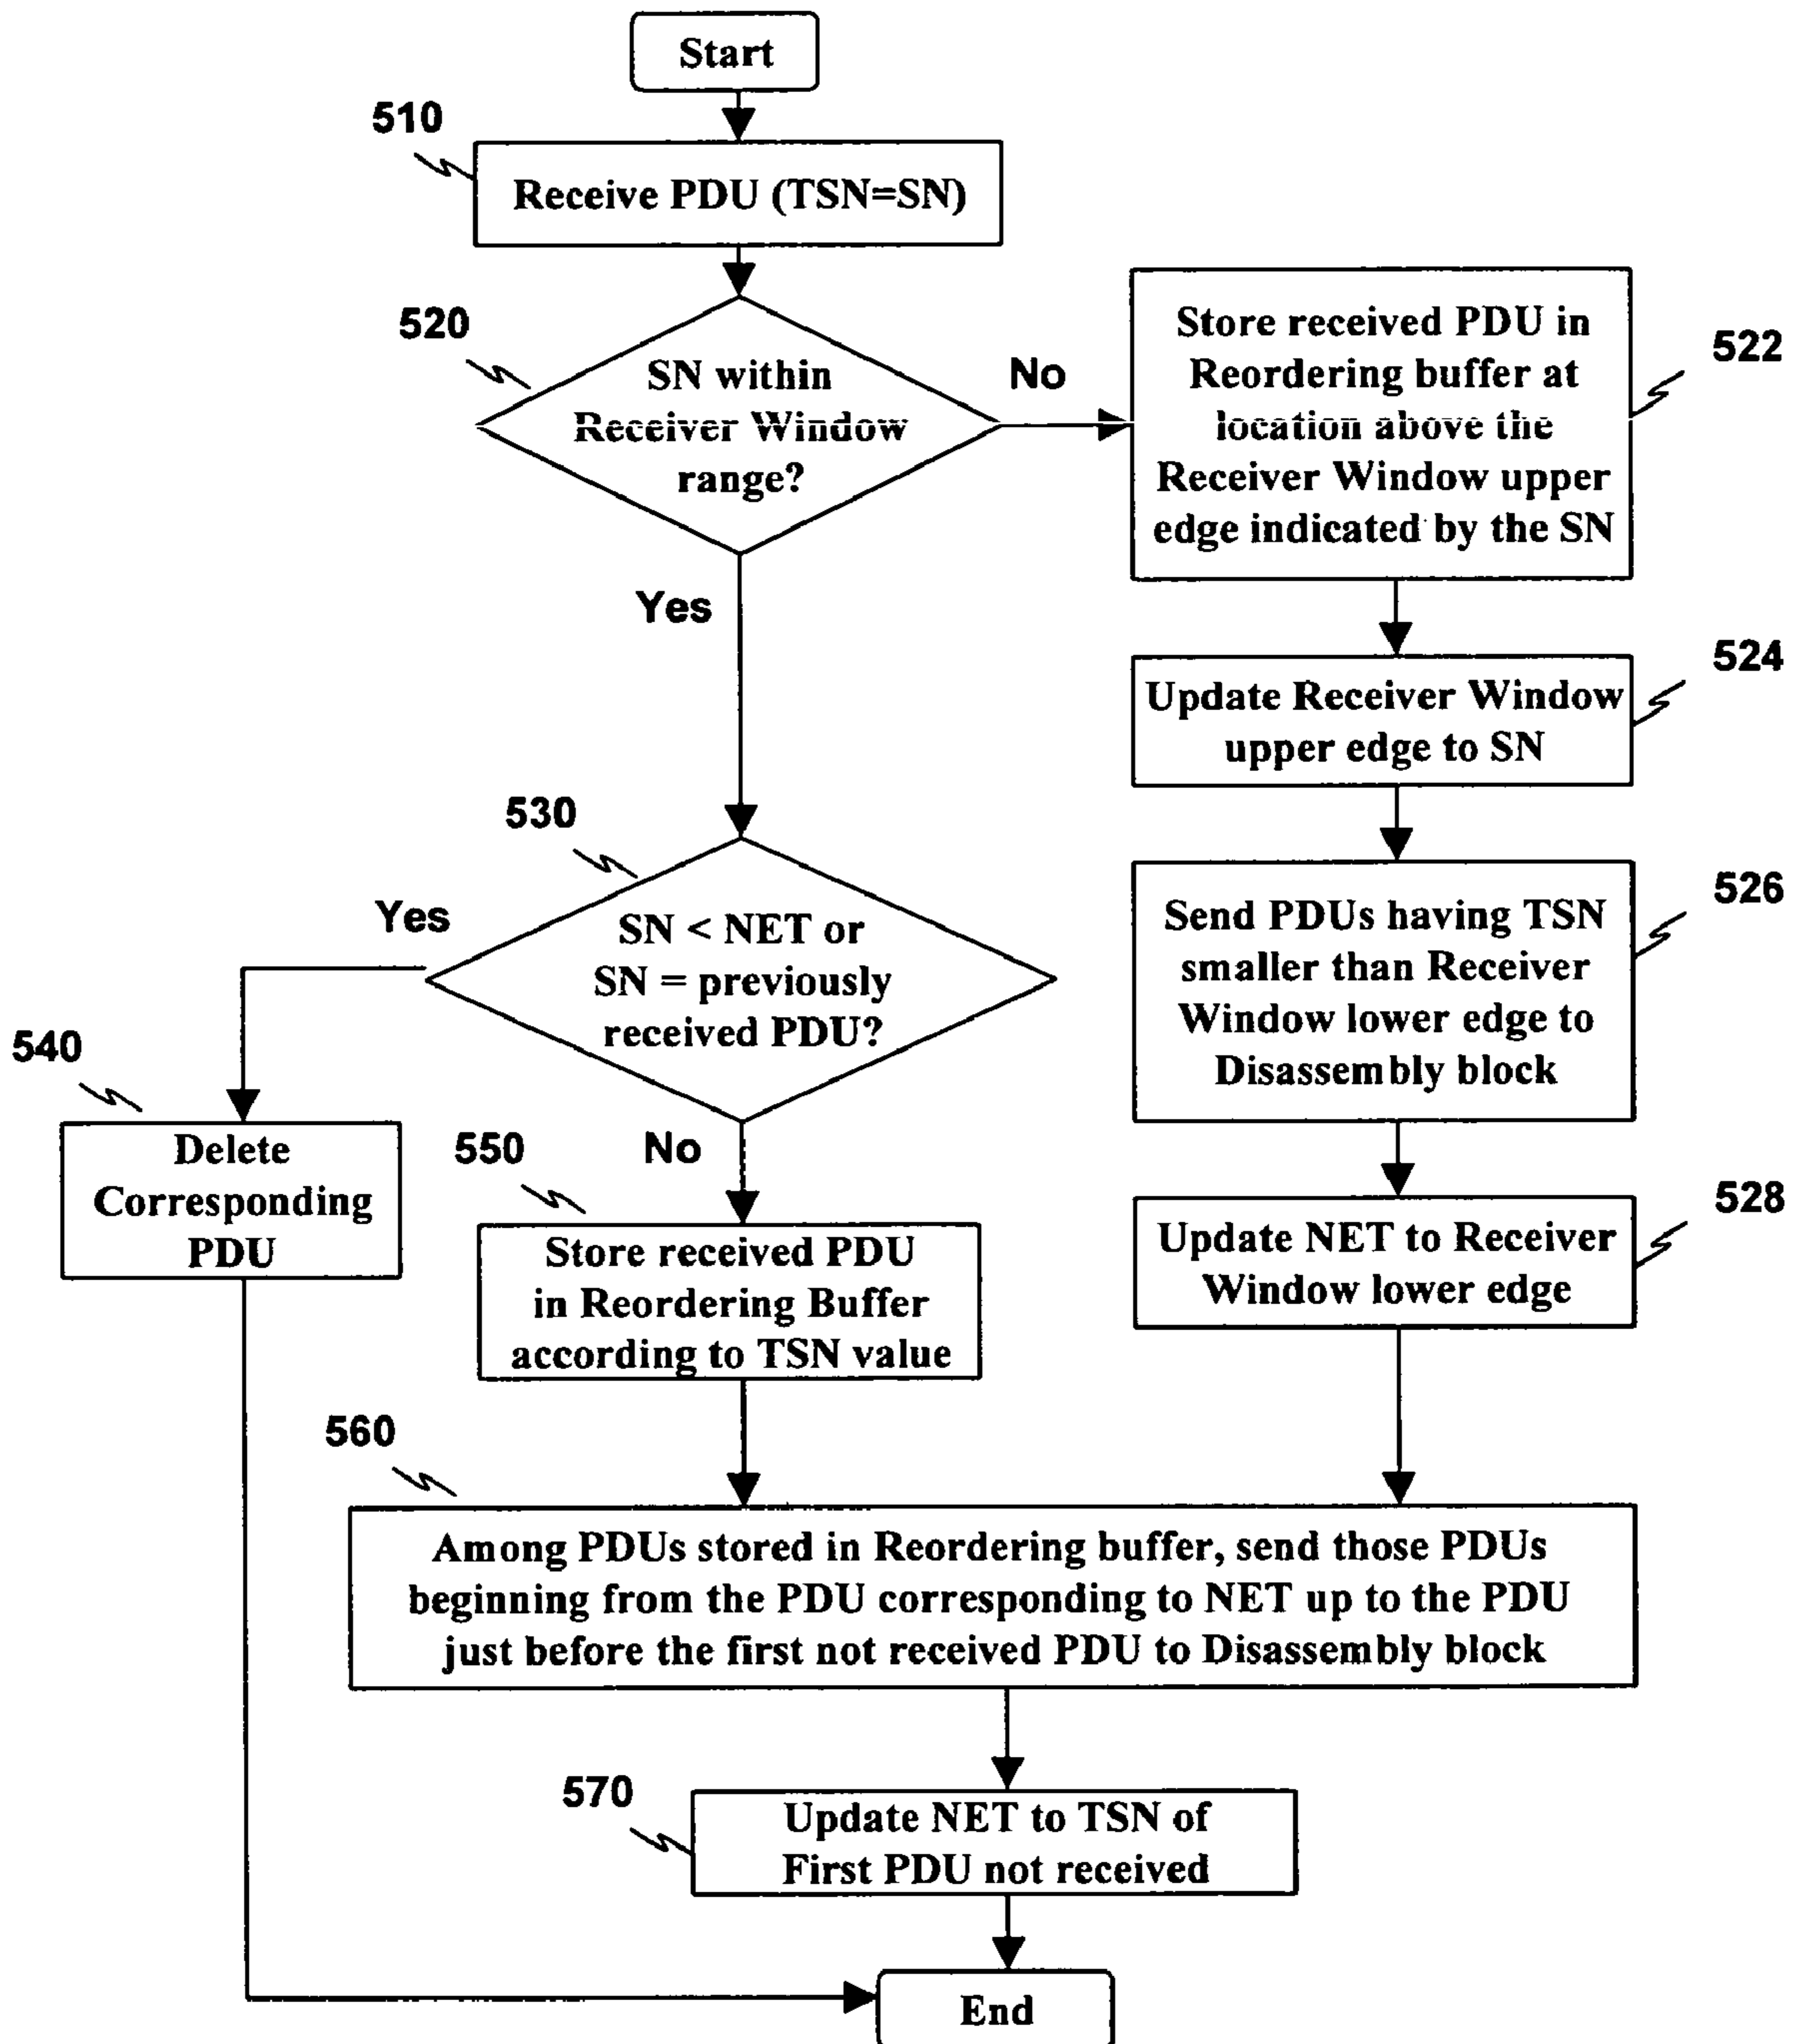 Start
510
Receive PDU (TSN=SN)
520
SN within
Receiver Window
range?
No
Yes
Store received PDU in
Reordering buffer at
location above the
Receiver Window upper
edge indicated by the SN
522
Update Receiver Window
upper edge to SN
524
Send PDUs having TSN
smaller than Receiver
Window lower edge to
Disassembly block
526
Update NET to Receiver
Window lower edge
528
530
SN < NET or
SN = previously
received PDU?
Yes
No
540
Delete
Corresponding
PDU
550
Store received PDU
in Reordering Buffer
according to TSN value
560
Among PDUs stored in Reordering buffer, send those PDUs
beginning from the PDU corresponding to NET up to the PDU
just before the first not received PDU to Disassembly block
570
Update NET to TSN of
First PDU not received
End